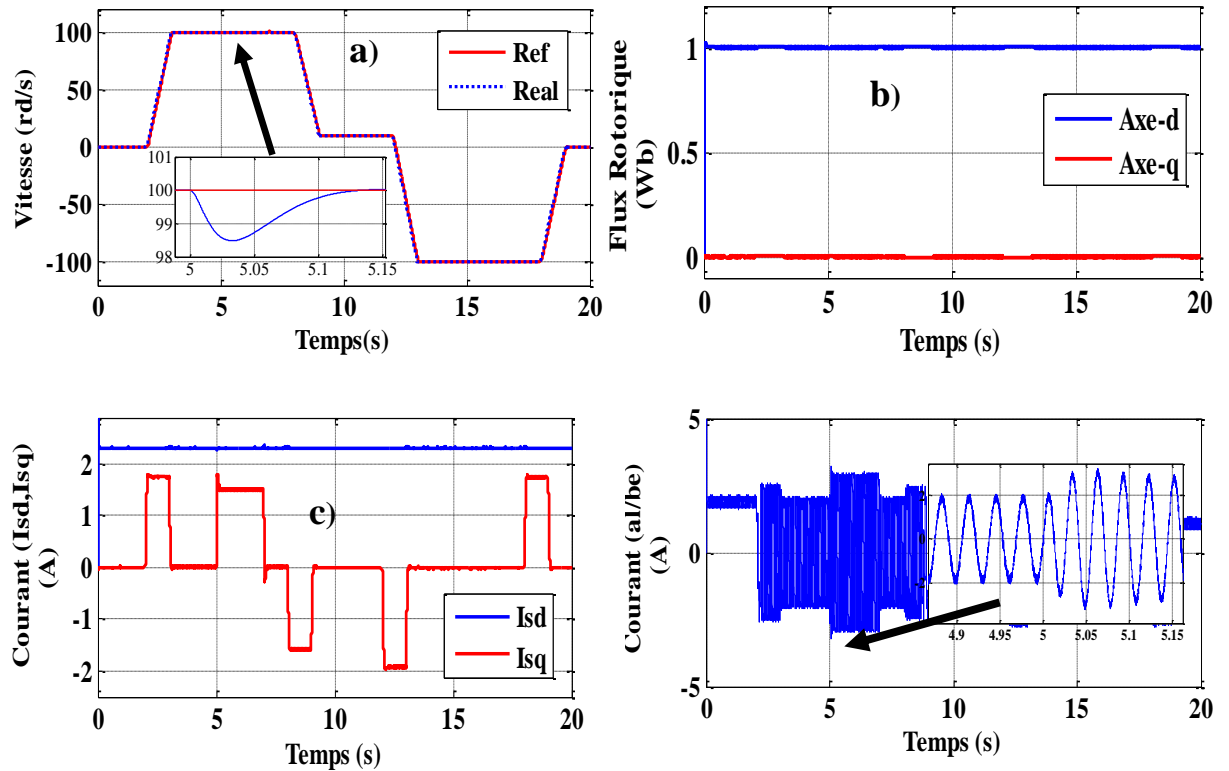 100
50
0
-50
-100
0
5
10
15
20
Vitesse (rd/s)
Temps(s)
a)
Ref
Real
101
100
99
98
5
5.05
5.1
5.15
1
0.5
0
0
5
10
15
20
Flux Rotorique
(Wb)
Temps (s)
b)
Axe-d
Axe-q
2
1
0
-1
-2
0
5
10
15
20
Courant (Isd,Isq)
(A)
Temps (s)
c)
Isd
Isq
5
0
-5
0
5
10
15
20
Courant (al/be)
(A)
Temps (s)
4.9
4.95
5
5.05
5.1
5.15